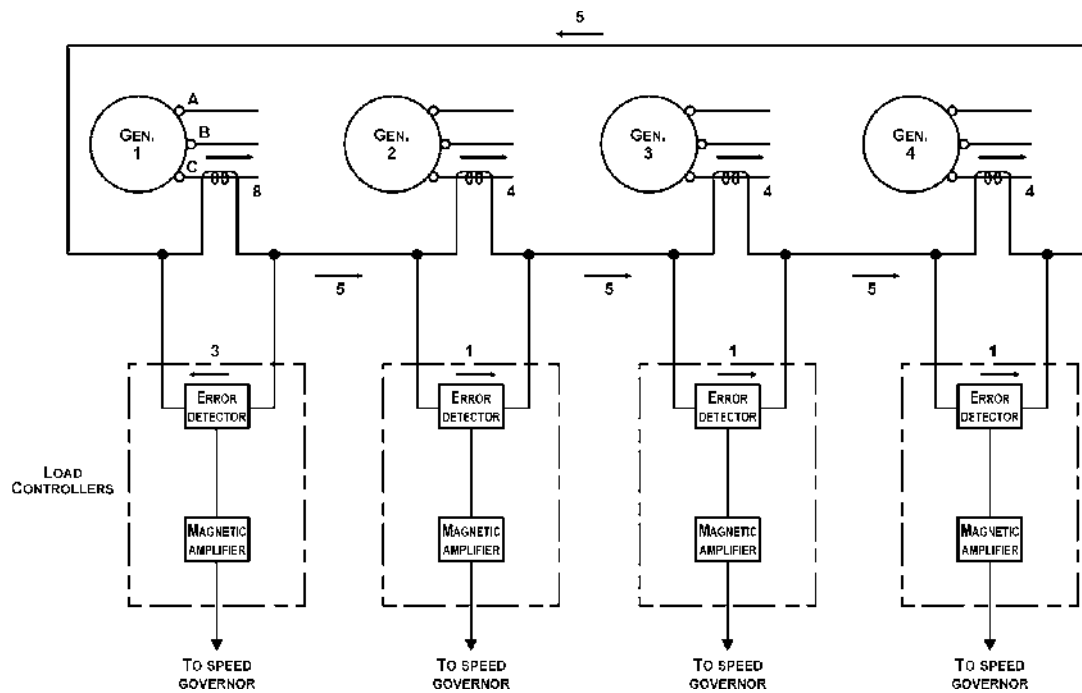 5
A
B
C
GEN.
1
8
GEN.
2
4
GEN.
3
4
GEN.
4
4
5
5
5
3
1
1
1
ERROR
DETECTOR
ERROR
DETECTOR
ERROR
DETECTOR
ERROR
DETECTOR
LOAD
CONTROLLERS
MAGNETIC
AMPLIFIER
MAGNETIC
AMPLIFIER
MAGNETIC
AMPLIFIER
MAGNETIC
AMPLIFIER
TO SPEED
GOVERNOR
TO SPEED
GOVERNOR
TO SPEED
GOVERNOR
TO SPEED
GOVERNOR